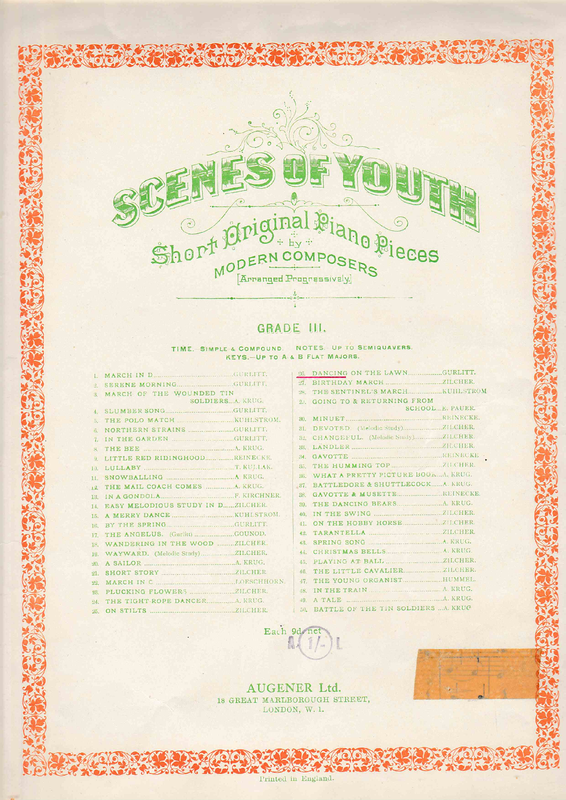 SCENES OF YOUTH
Short Original Piano Pieces
by
MODERN COMPOSERS
[Arranged Progressively]
GRADE III.
TIME.—SIMPLE & COMPOUND. NOTES.—UP TO SEMIQUAVERS.
KEYS.—UP TO A & B FLAT MAJORS.
1. MARCH IN D GURLITT.
2. SERENE MORNING GURLITT.
3. MARCH OF THE WOUNDED TIN
SOLDIERS A. KRUG.
4. SLUMBER SONG GURLITT.
5. THE POLO MATCH KUHLSTROM.
6. NORTHERN STRAINS GURLITT.
7. IN THE GARDEN GURLITT.
8. THE BEE A. KRUG.
9. LITTLE RED RIDINGHOOD REINECKE.
10. LULLABY T. KULLAK.
11. SNOWBALLING A. KRUG.
12. THE MAIL COACH COMES A. KRUG.
13. IN A GONDOLA F. KIRCHNER.
14. EASY MELODIOUS STUDY IN D ZILCHER.
15. A MERRY DANCE KUHLSTROM.
16. BY THE SPRING GURLITT.
17. THE ANGELUS. GOUNOD.
18. WANDERING IN THE WOOD ZILCHER.
19. WAYWARD. (Melodic Study) ZILCHER.
20. A SAILOR A. KRUG.
21. SHORT STORY ZILCHER.
22. MARCH IN C LOESCHHORN.
23. PLUCKING FLOWERS ZILCHER.
24. THE TIGHT ROPE DANCER A. KRUG.
25. ON STILTS ZILCHER.
26. DANCING ON THE LAWN GURLITT.
27. BIRTHDAY MARCH ZILCHER.
28. THE SENTINEL'S MARCH KUHLSTROM
29. GOING TO & RETURNING FROM
SCHOOL E. PAUER.
30. MINUET REINECKE.
31. DEVOTED (Melodic Study) ZILCHER.
32. CHANGEFUL. (Melodic Study) ZILCHER.
33. LANDLER ZILCHER.
34. GAVOTTE REINECKE
35. THE HUMMING TOP ZILCHER.
36. WHAT A PRETTY PICTURE BOOK A. KRUG.
37. BATTLEDORE & SHUTTLECOCK A. KRUG.
38. GAVOTTE & MUSETTE REINECKE.
39. THE DANCING BEARS A. KRUG.
40. IN THE SWING ZILCHER.
41. ON THE HOBBY HORSE ZILCHER.
42. TARANTELLA ZILCHER.
43. SPRING SONG A. KRUG.
44. CHRISTMAS BELLS A. KRUG.
45. PLAYING AT BALL ZILCHER.
46. THE LITTLE CAVALIER ZILCHER.
47. THE YOUNG ORGANIST HUMMEL.
48. IN THE TRAIN A. KRUG.
49. A TALE A. KRUG.
50. BATTLE OF THE TIN SOLDIERS A. KRUG
Each 9d. net
A 1/- L
AUGENER Ltd.
18 GREAT MARLBOROUGH STREET,
LONDON, W. 1.
Printed in England.